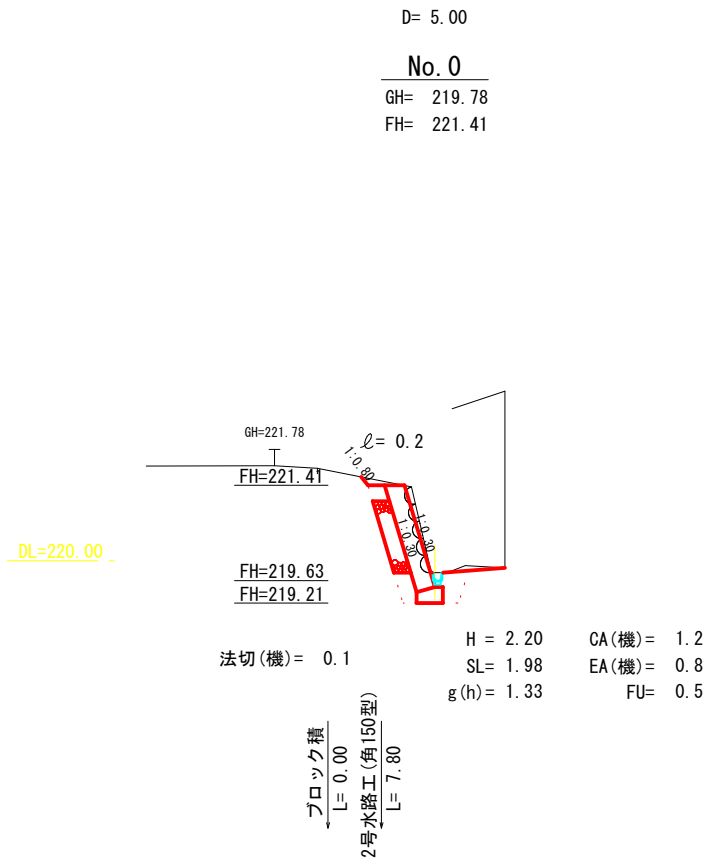 D= 5.00
No.0
GH= 219.78
FH= 221.41
GH=221.78
1:0.80
ℓ= 0.2
FH=221.41
1:0.30
1:0.30
DL=220.00
FH=219.63
FH=219.21
法切(機)= 0.1
H = 2.20 CA(機)= 1.2
SL= 1.98 EA(機)= 0.8
g(h)= 1.33 FU= 0.5
ブロック積
L= 0.00
2号水路工(角150型)
L= 7.80